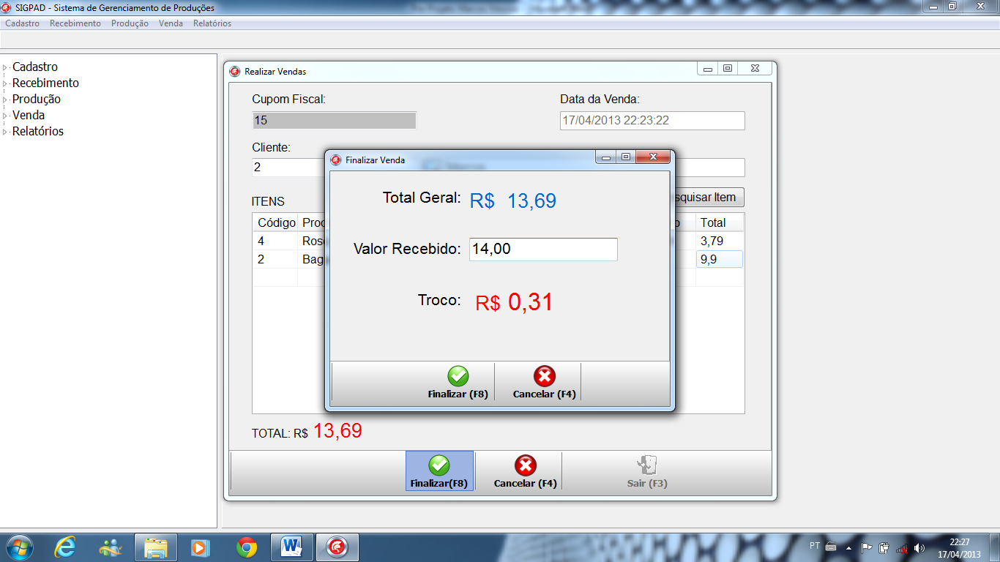 SIGPAD - Sistema de Gerenciamento de Produções
Cadastro Recebimento Produção Venda Relatórios
Cadastro
Recebimento
Produção
Venda
Relatórios
Realizar Vendas
Cupom Fiscal:
15
Data da Venda:
17/04/2013 22:23:22
Cliente:
2
ITENS
squisar Item
Código Proc o Total
4 Ros 3,79
2 Bag 9,9
Finalizar Venda
Total Geral: R$ 13,69
Valor Recebido: 14,00
Troco: R$ 0,31
Finalizar (F8) Cancelar (F4)
TOTAL: R$ 13,69
Finalizar(F8) Cancelar (F4) Sair (F3)
PT
22:27
17/04/2013